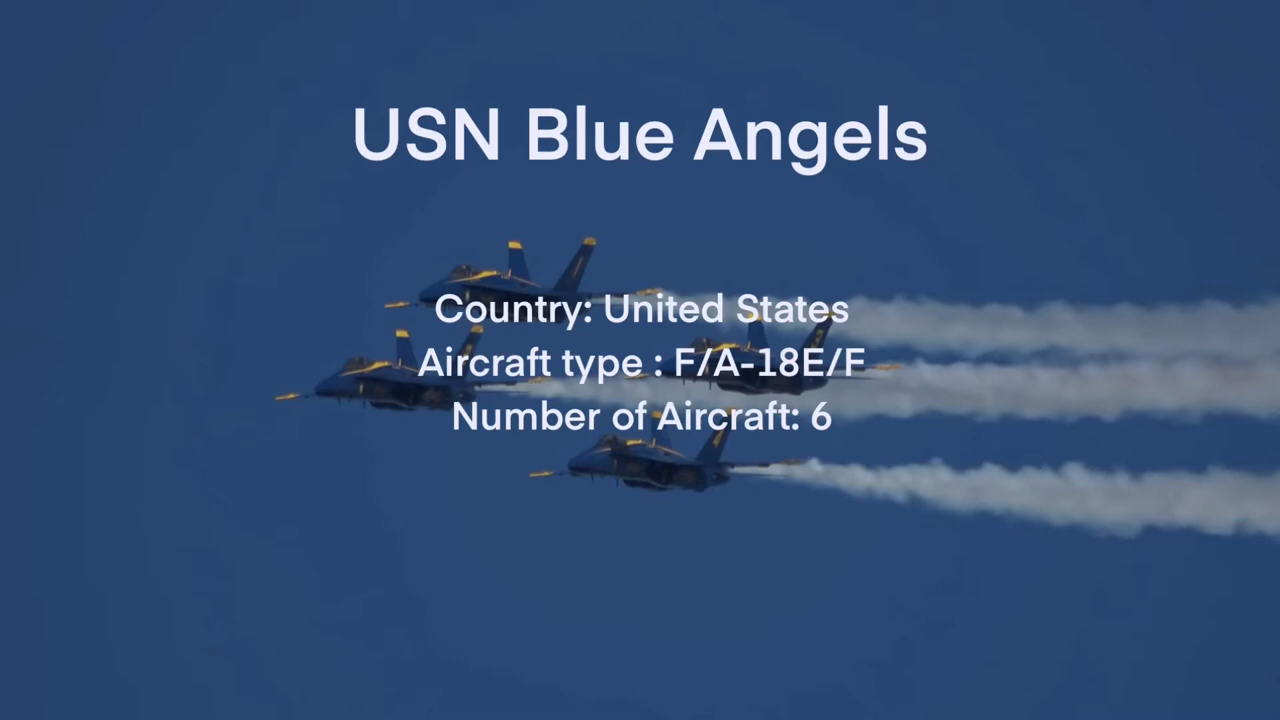 USN Blue Angels
Country: United States
Aircraft type : F/A-18E/F
Number of Aircraft: 6